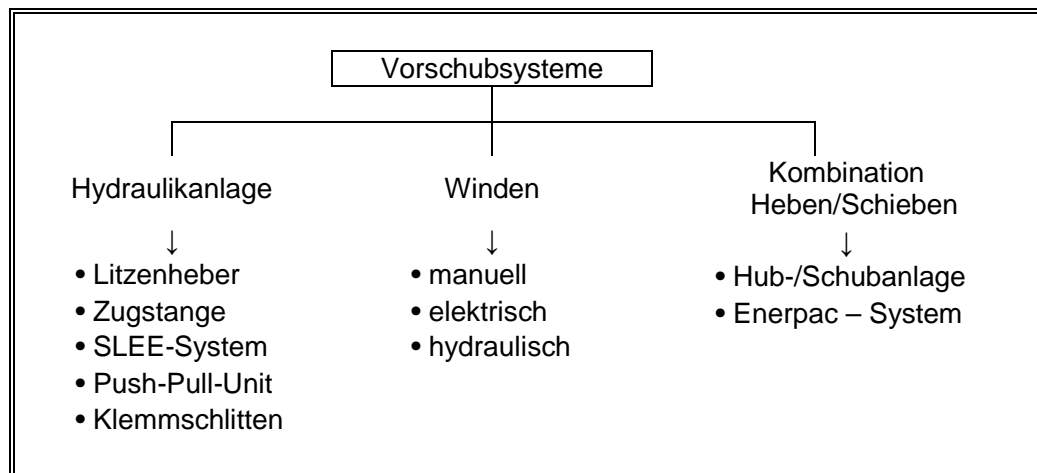 Vorschubsysteme
Hydraulikanlage
↓
• Litzenheber
• Zugstange
• SLEE-System
• Push-Pull-Unit
• Klemmschlitten
Winden
↓
• manuell
• elektrisch
• hydraulisch
Kombination
Heben/Schieben
↓
• Hub-/Schubanlage
• Enerpac – System